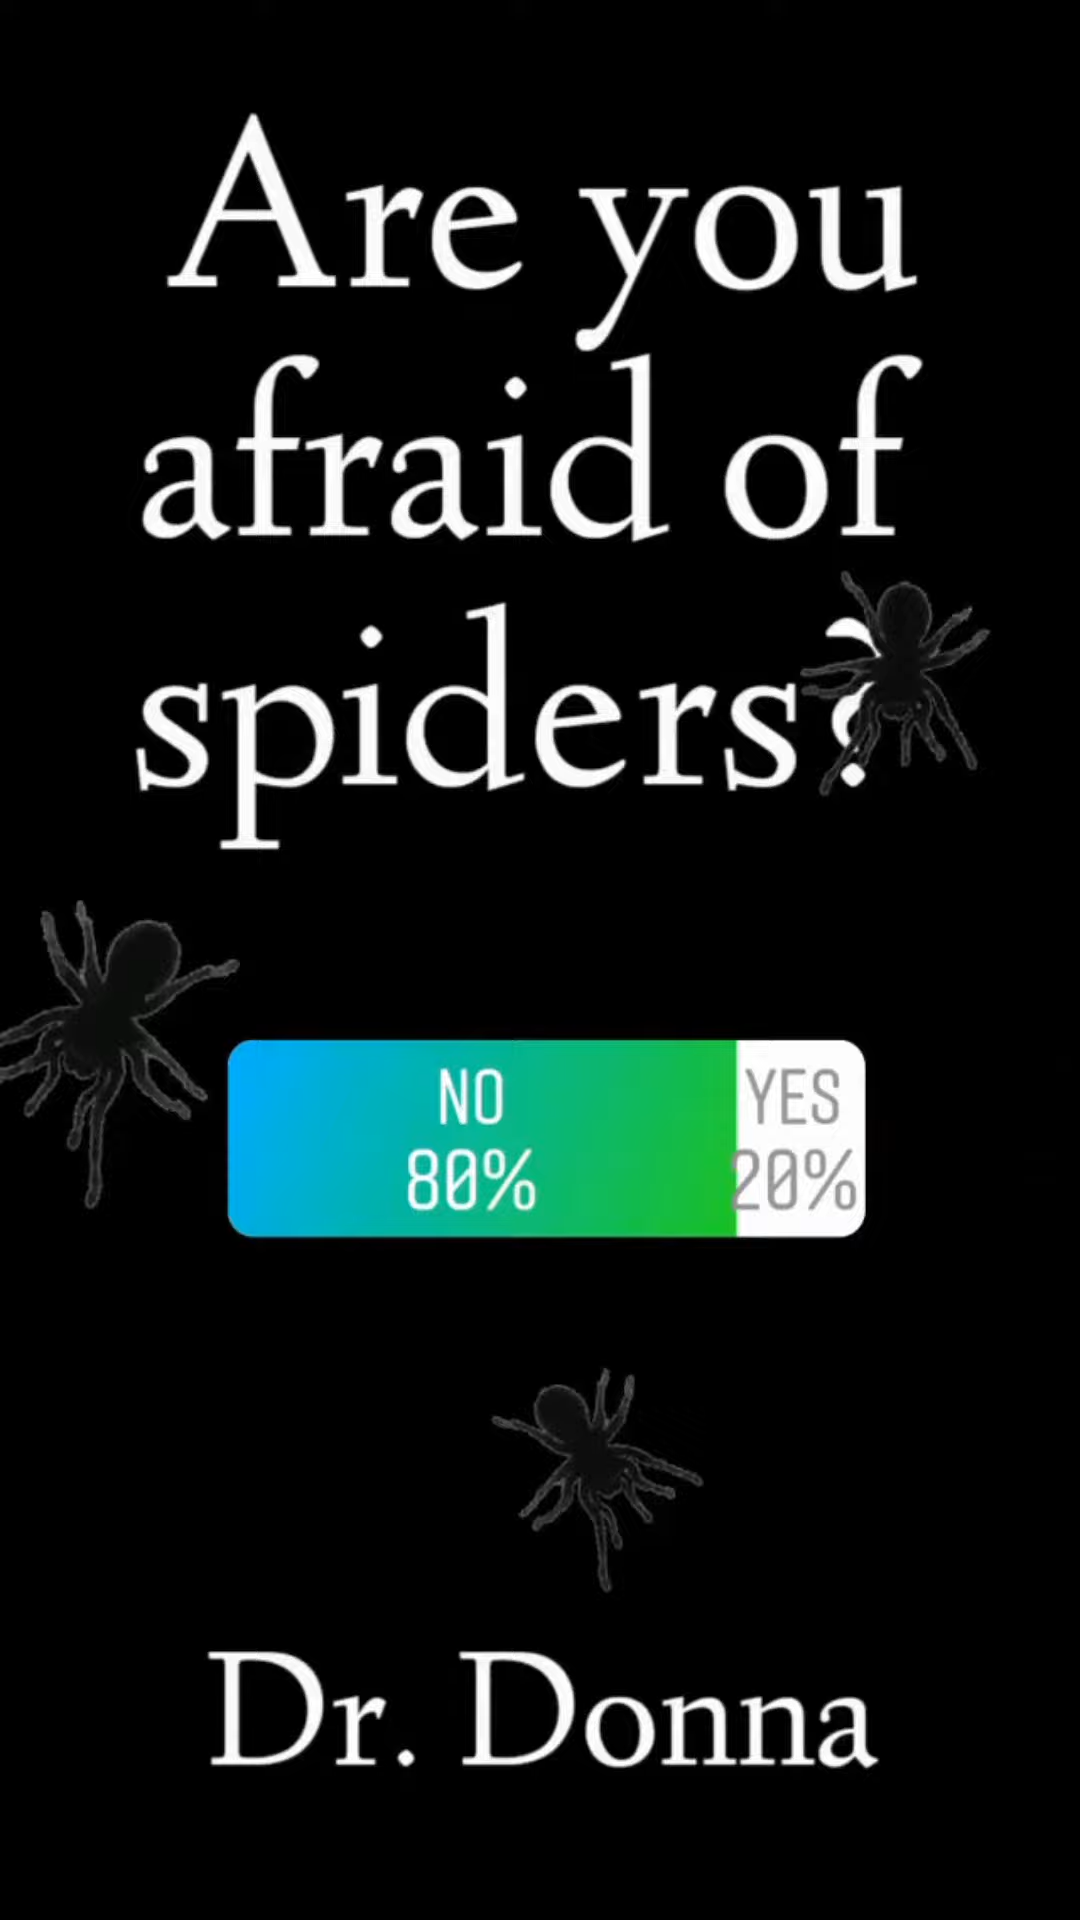 Are you
afraid of
spiders?
NO YES
80% 20%
Dr. Donna